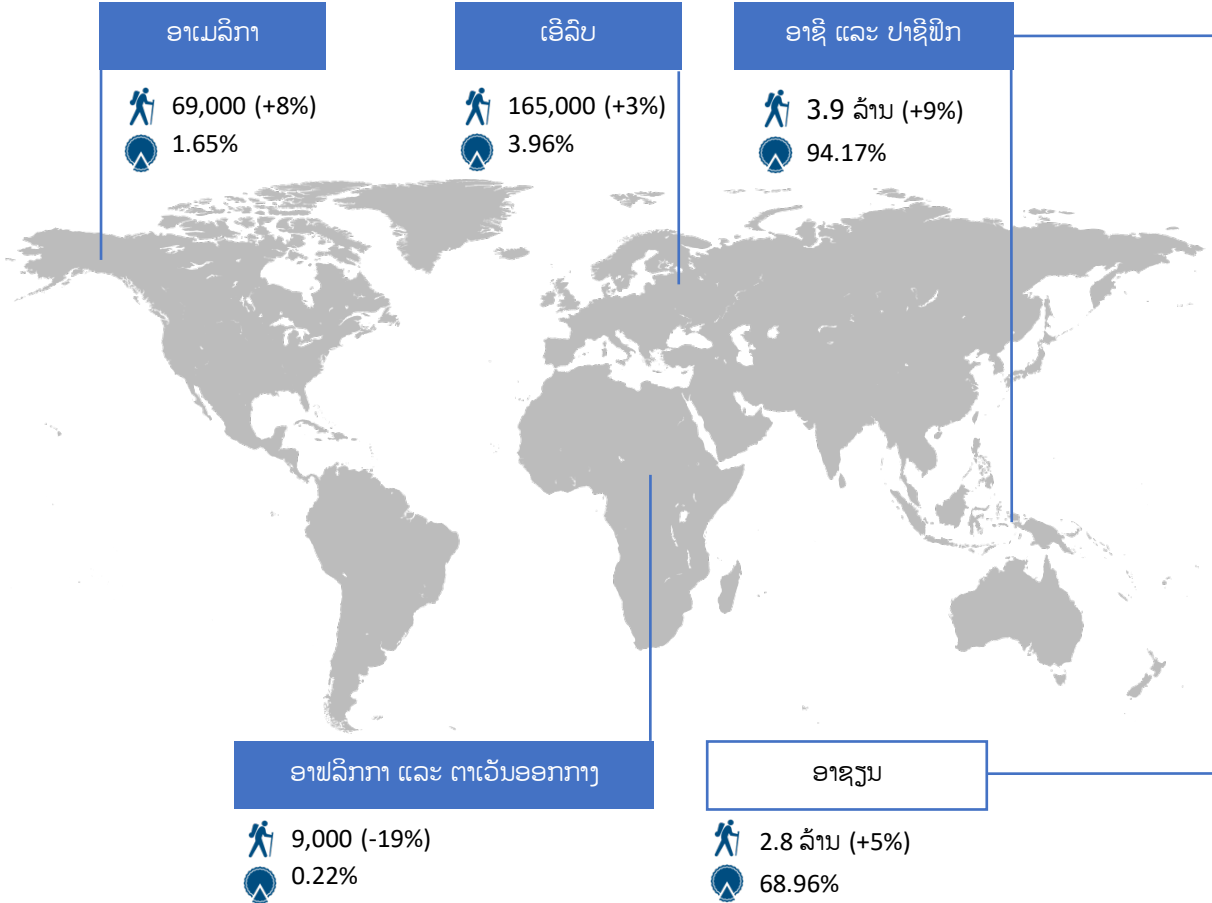 ອາເມລິກາ
69,000 (+8%)
1.65%
ເອີລົບ
165,000 (+3%)
3.96%
ອາຊີ ແລະ ປາຊີຟິກ
3.9 ລ້ານ (+9%)
94.17%
ອາຟລິກກາ ແລະ ຕາເວັນອອກກາງ
9,000 (-19%)
0.22%
ອາຊຽນ
2.8 ລ້ານ (+5%)
68.96%